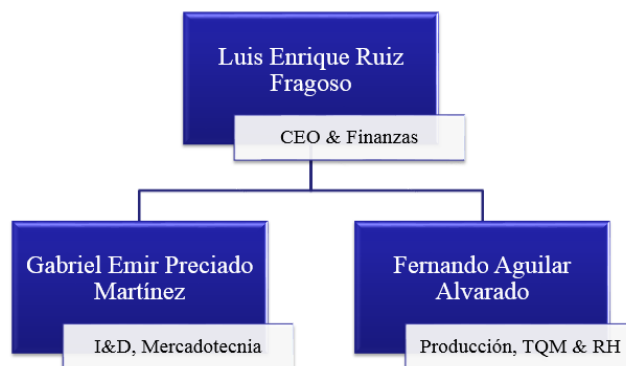 Luis Enrique Ruiz
Fragoso
CEO & Finanzas
Gabriel Emir Preciado
Martínez
I&D, Mercadotecnia
Fernando Aguilar
Alvarado
Producción, TQM & RH